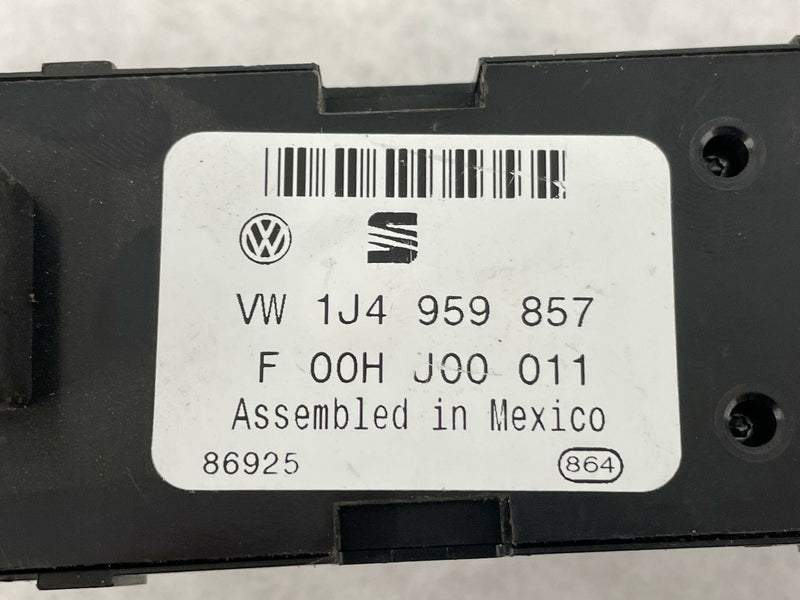 VW 1J4 959 857
F 00H J00 011
Assembled in Mexico
86925 864